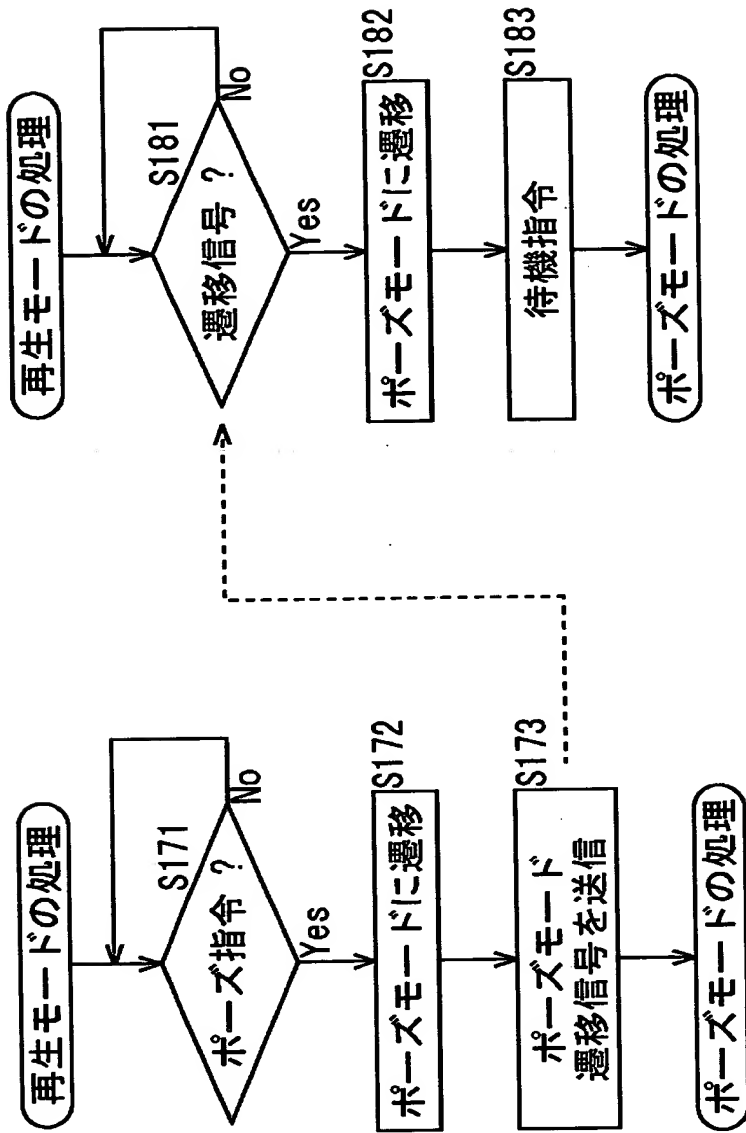 再生モードの処理
S171
ポーズ指令 ?
No
Yes
S172
ポーズモードに遷移
S173
ポーズモード
遷移信号を送信
ポーズモードの処理
再生モードの処理
S181
遷移信号 ?
No
Yes
S182
ポーズモードに遷移
S183
待機指令
ポーズモードの処理